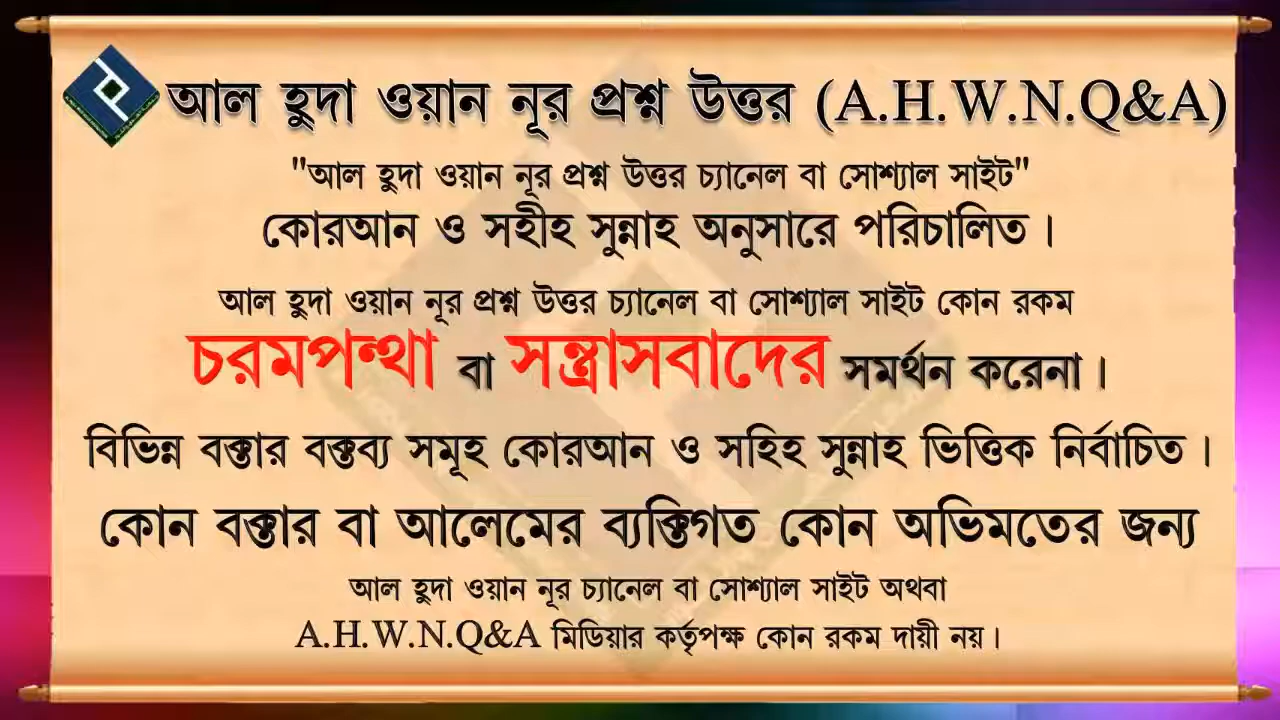 আল হুদা ওয়ান নূর প্রশ্ন উত্তর (A.H.W.N.Q&A)
"আল হুদা ওয়ান নূর প্রশ্ন উত্তর চ্যানেল বা সোশ্যাল সাইট"
কোরআন ও সহীহ সুন্নাহ অনুসারে পরিচালিত।
আল হুদা ওয়ান নূর প্রশ্ন উত্তর চ্যানেল বা সোশ্যাল সাইট কোন রকম
চরমপন্থা বা সন্ত্রাসবাদের সমর্থন করেনা।
বিভিন্ন বক্তার বক্তব্য সমূহ কোরআন ও সহিহ সুন্নাহ ভিত্তিক নির্বাচিত।
কোন বক্তার বা আলেমের ব্যক্তিগত কোন অভিমতের জন্য
আল হুদা ওয়ান নূর চ্যানেল বা সোশ্যাল সাইট অথবা
A.H.W.N.Q&A মিডিয়ার কর্তৃপক্ষ কোন রকম দায়ী নয়।